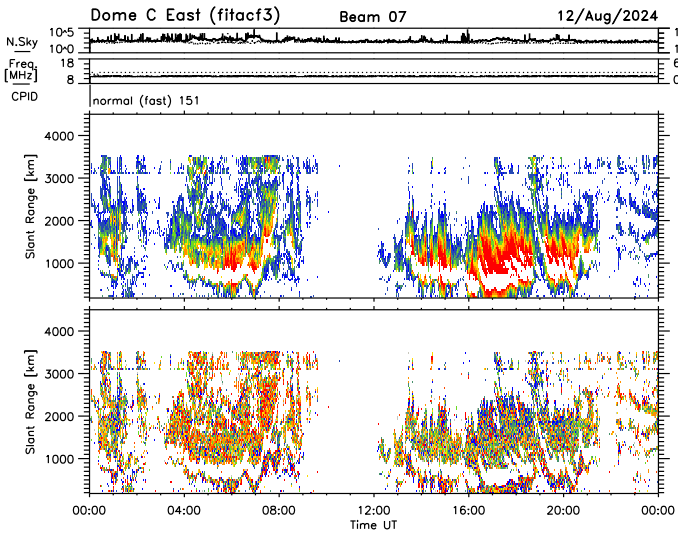 Dome C East (fitacf3) Beam 07 12/Aug/2024
N.Sky 10^5 10^0 1 1
Freq. [MHz] 18 8 6 0
CPID normal (fast) 151
Slant Range [km] 4000 3000 2000 1000
Slant Range [km] 4000 3000 2000 1000
00:00 04:00 08:00 12:00 16:00 20:00 00:00
Time UT